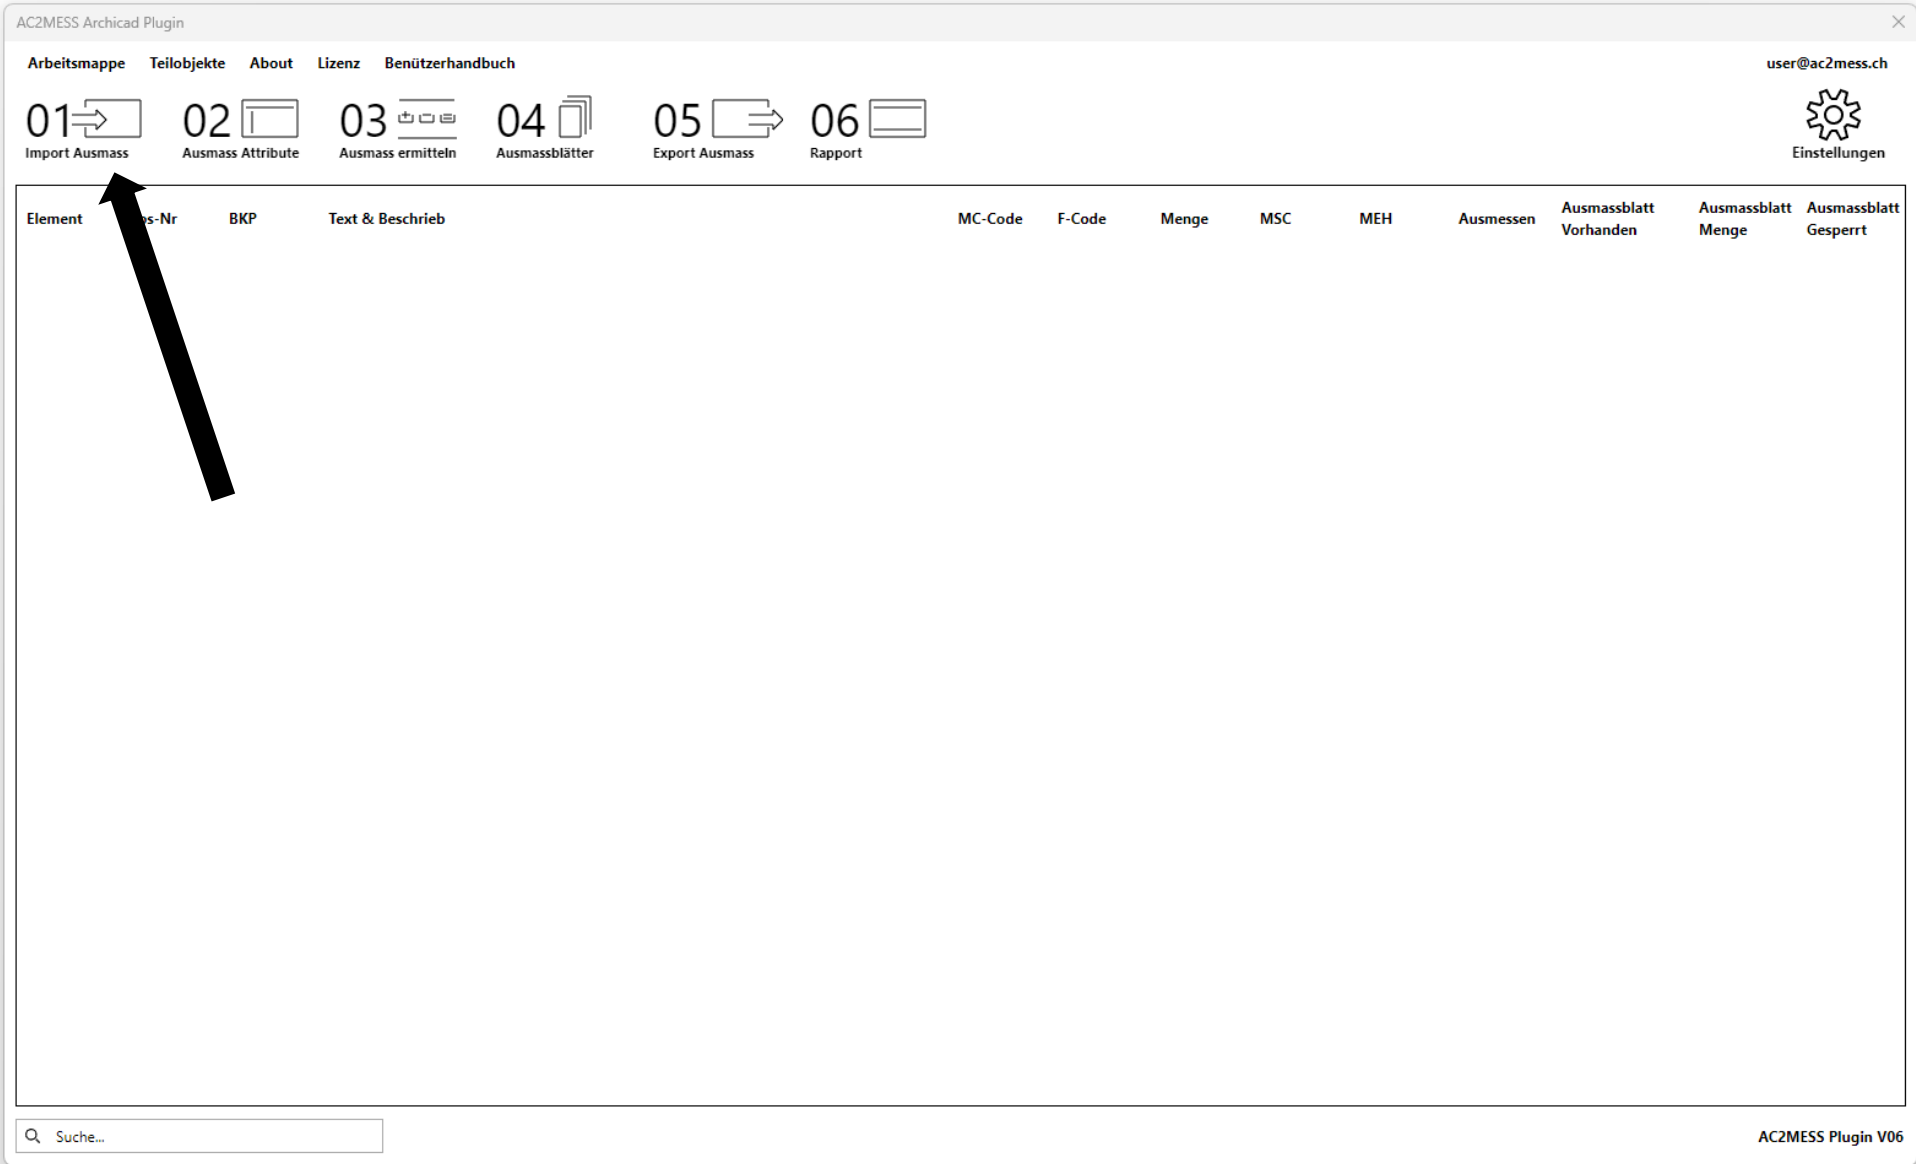 AC2MESS Archicad Plugin
Arbeitsmappe Teilobjekte About Lizenz Benützerhandbuch user@ac2mess.ch
01 02 03 04 05 06
Import Ausmass Ausmass Attribute Ausmass ermitteln Ausmassblätter Export Ausmass Rapport Einstellungen
Element os-Nr BKP Text & Beschrieb MC-Code F-Code Menge MSC MEH Ausmessen Ausmassblatt Vorhanden Ausmassblatt Menge Ausmassblatt Gesperrt
Suche... AC2MESS Plugin V06